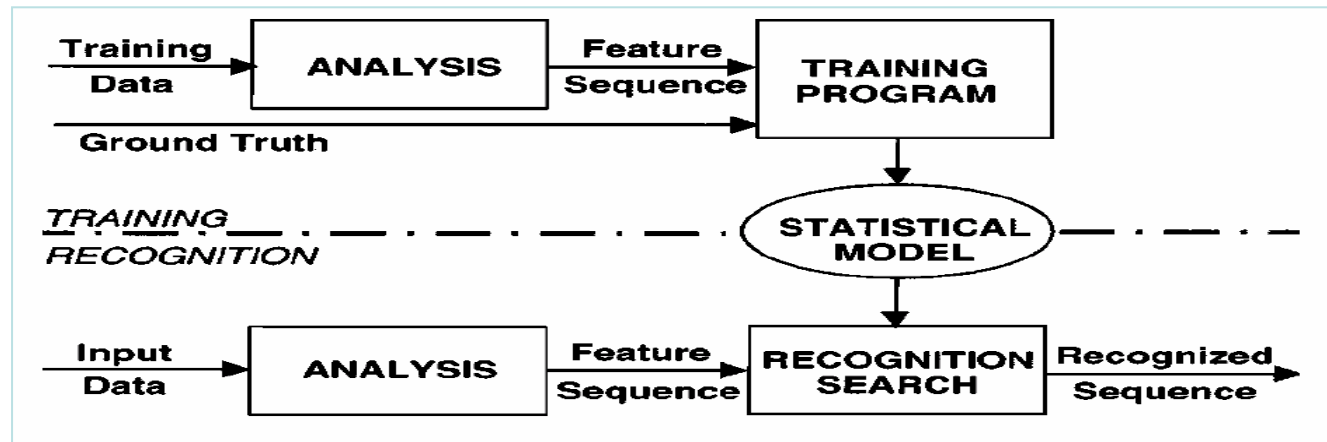 Training
Data
ANALYSIS
Feature
Sequence
TRAINING
PROGRAM
Ground Truth
TRAINING
RECOGNITION
STATISTICAL
MODEL
Input
Data
ANALYSIS
Feature
Sequence
RECOGNITION
SEARCH
Recognized
Sequence